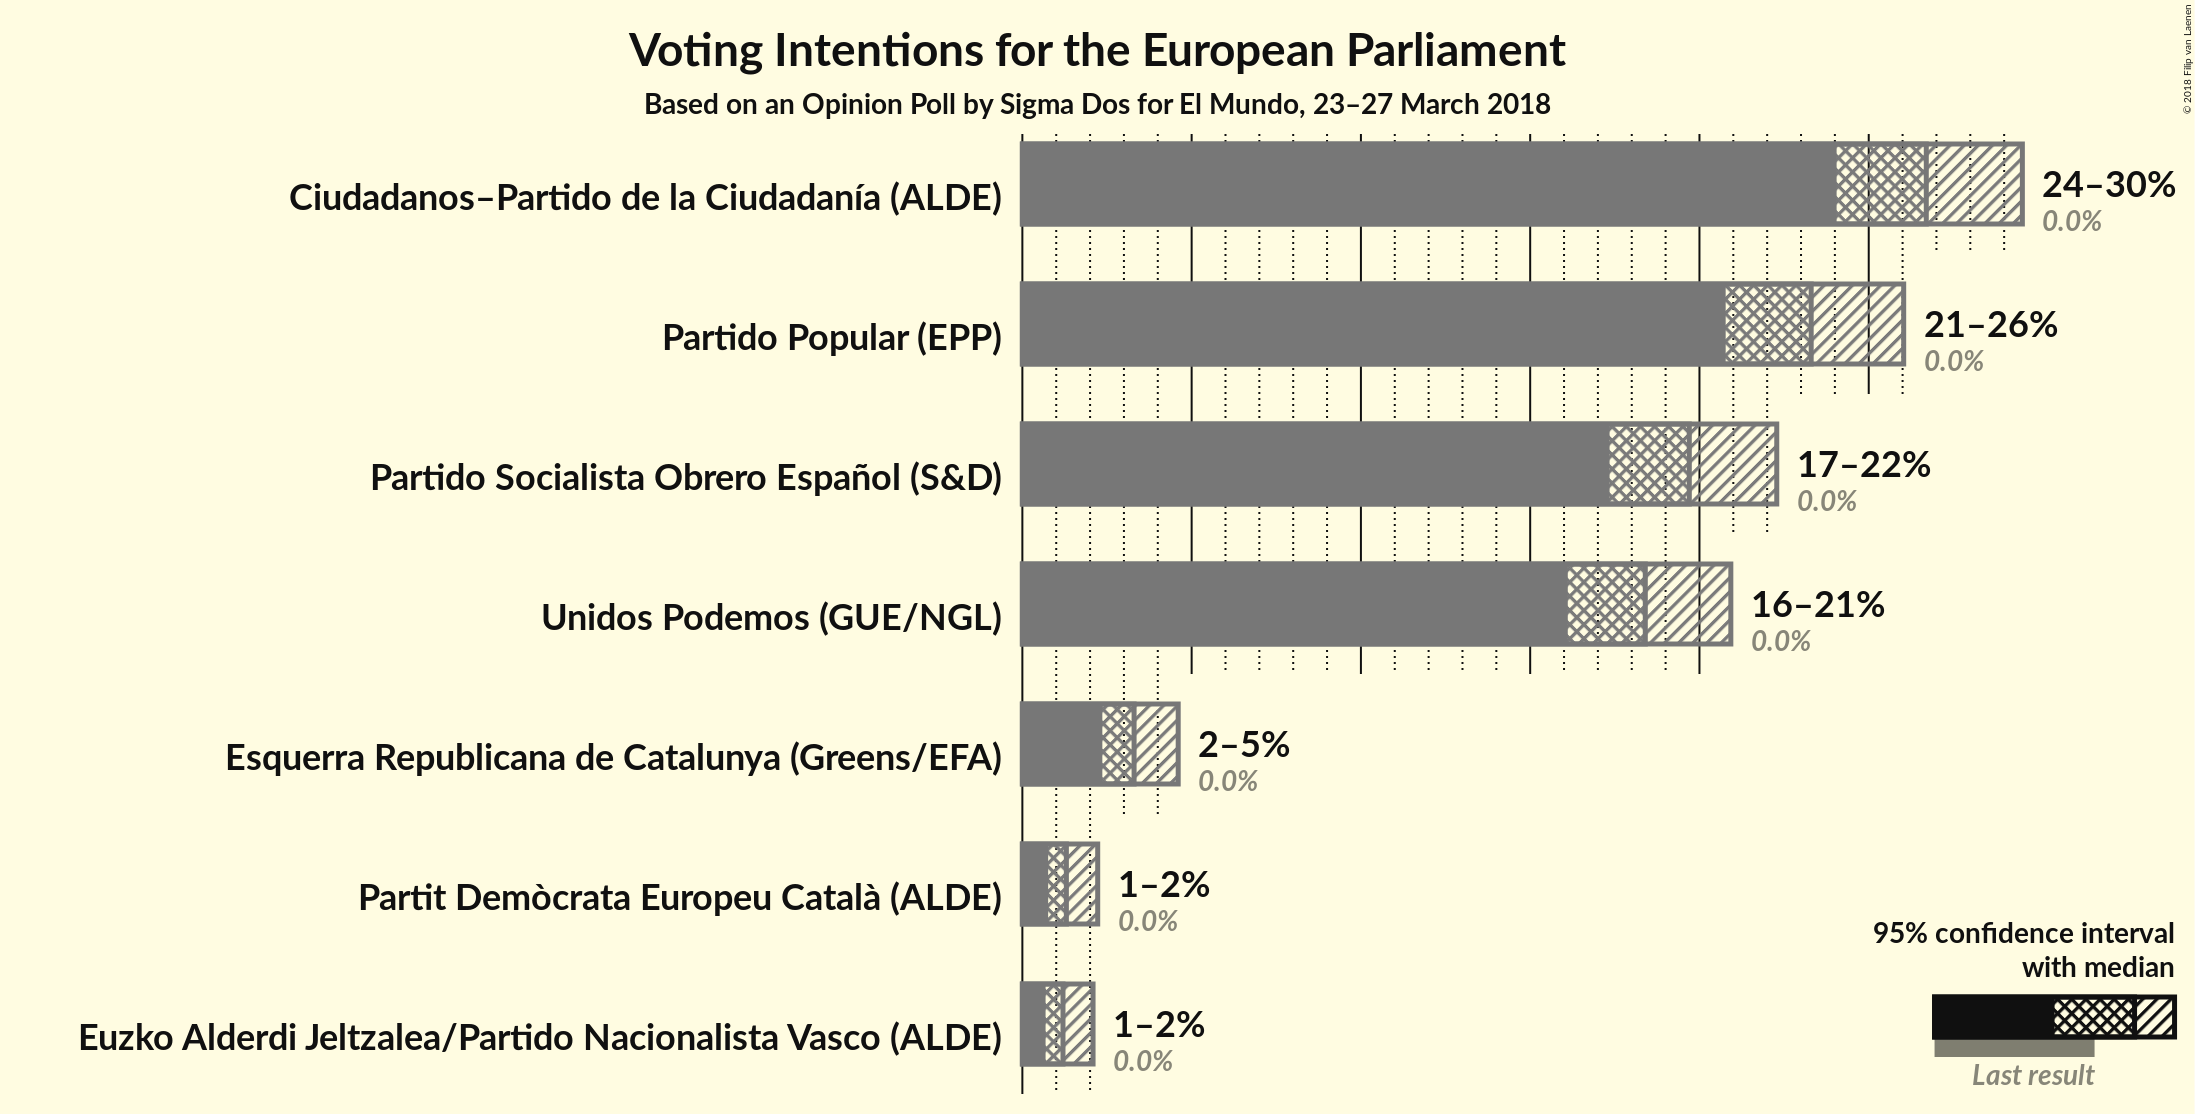 Voting Intentions for the European Parliament
Based on an Opinion Poll by Sigma Dos for El Mundo, 23–27 March 2018
© 2018 Filip van Laenen
Ciudadanos–Partido de la Ciudadanía (ALDE)
24–30%
0.0%
Partido Popular (EPP)
21–26%
0.0%
Partido Socialista Obrero Español (S&D)
17–22%
0.0%
Unidos Podemos (GUE/NGL)
16–21%
0.0%
Esquerra Republicana de Catalunya (Greens/EFA)
2–5%
0.0%
Partit Demòcrata Europeu Català (ALDE)
1–2%
0.0%
Euzko Alderdi Jeltzalea/Partido Nacionalista Vasco (ALDE)
1–2%
0.0%
95% confidence interval
with median
Last result